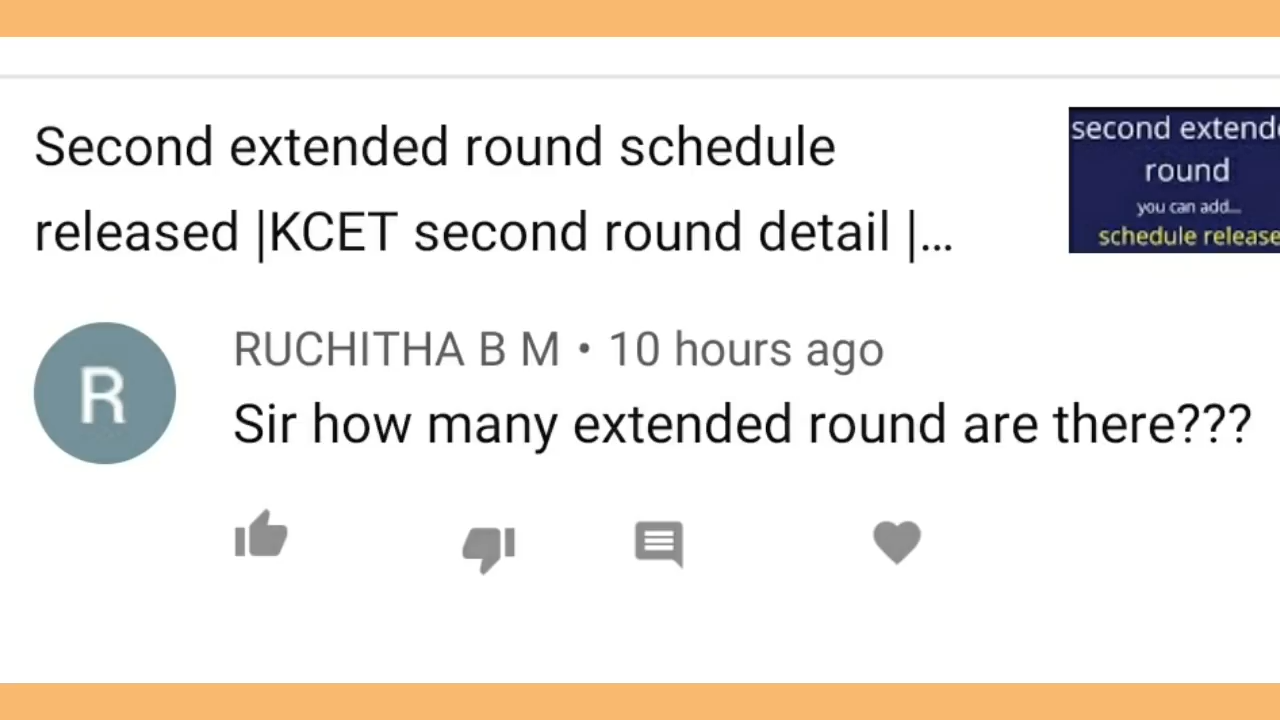 Second extended round schedule
released |KCET second round detail |...
second extend
round
you can add...
schedule release
R
RUCHITHA B M • 10 hours ago
Sir how many extended round are there???